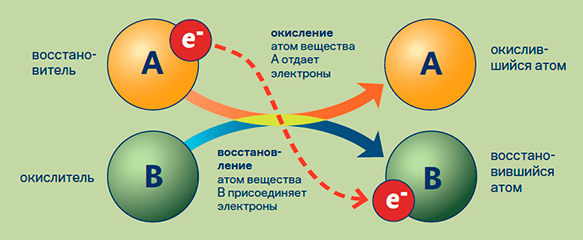 восстано-
витель
A
e-
окисление
атом вещества
А отдает
электроны
A
окислив-
шийся атом
окислитель
B
восстанов-
ление
атом вещества
В присоединяет
электроны
e-
B
восстано-
вившийся
атом